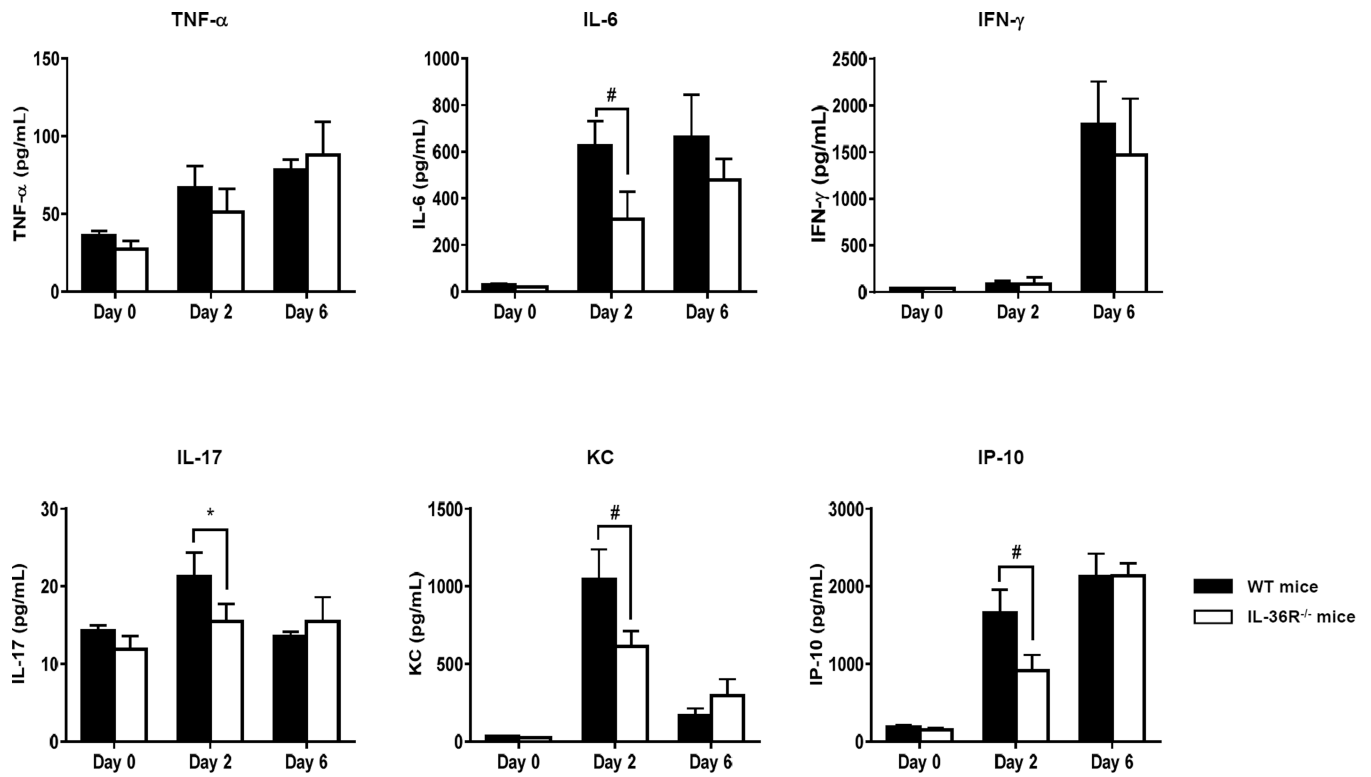 TNF-α
TNF-α (pg/mL)
150
100
50
0
Day 0 Day 2 Day 6
IL-6
IL-6 (pg/mL)
1000
800
600
400
200
0
#
Day 0 Day 2 Day 6
IFN-γ
IFN-γ (pg/mL)
2500
2000
1500
1000
500
0
Day 0 Day 2 Day 6
IL-17
IL-17 (pg/mL)
30
20
10
0
*
Day 0 Day 2 Day 6
KC
KC (pg/mL)
1500
1000
500
0
#
Day 0 Day 2 Day 6
IP-10
IP-10 (pg/mL)
3000
2000
1000
0
#
Day 0 Day 2 Day 6
WT mice
IL-36R-/- mice